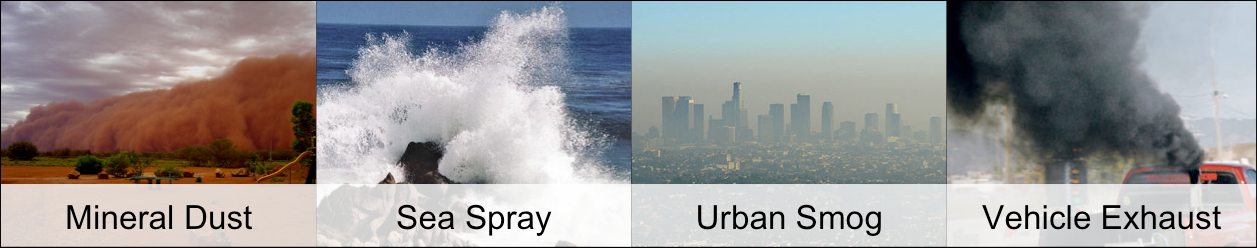 Mineral Dust
Sea Spray
Urban Smog
Vehicle Exhaust